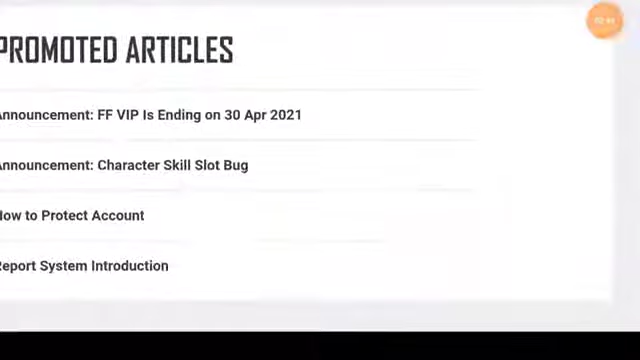 PROMOTED ARTICLES
Announcement: FF VIP Is Ending on 30 Apr 2021
Announcement: Character Skill Slot Bug
How to Protect Account
Report System Introduction